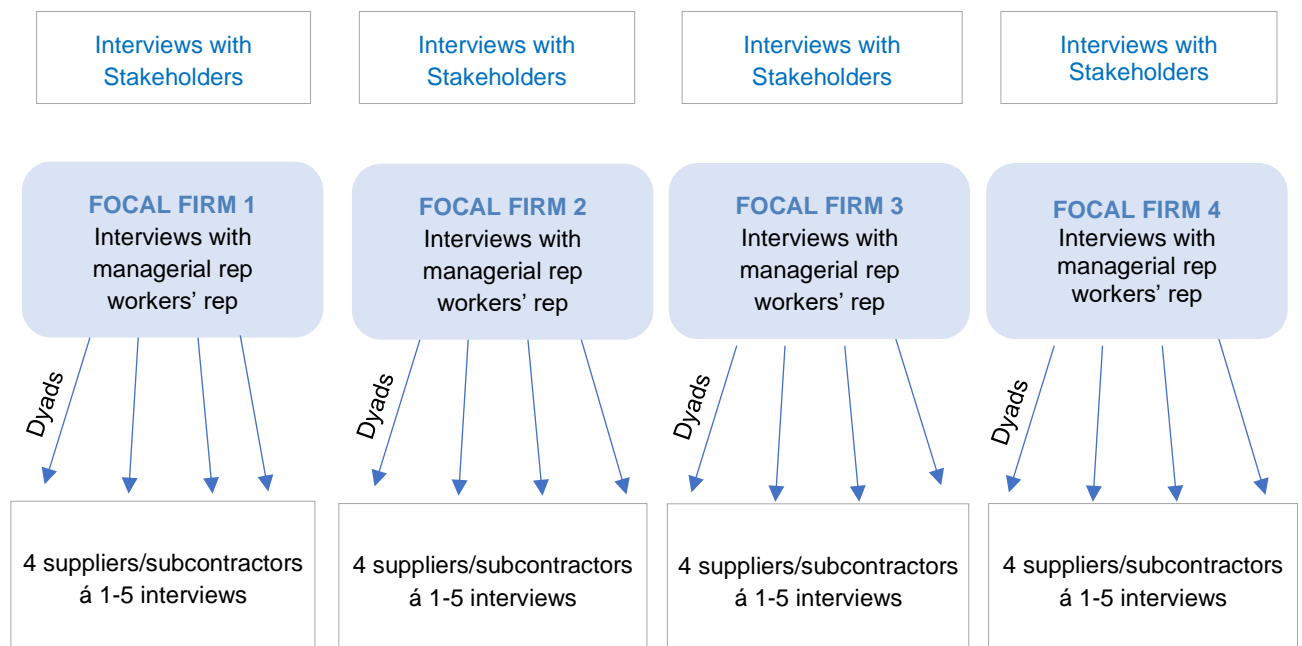 Interviews with
Stakeholders
Interviews with
Stakeholders
Interviews with
Stakeholders
Interviews with
Stakeholders
FOCAL FIRM 1
Interviews with
managerial rep
workers’ rep
FOCAL FIRM 2
Interviews with
managerial rep
workers’ rep
FOCAL FIRM 3
Interviews with
managerial rep
workers’ rep
FOCAL FIRM 4
Interviews with
managerial rep
workers’ rep
Dyads
Dyads
Dyads
Dyads
4 suppliers/subcontractors
á 1-5 interviews
4 suppliers/subcontractors
á 1-5 interviews
4 suppliers/subcontractors
á 1-5 interviews
4 suppliers/subcontractors
á 1-5 interviews